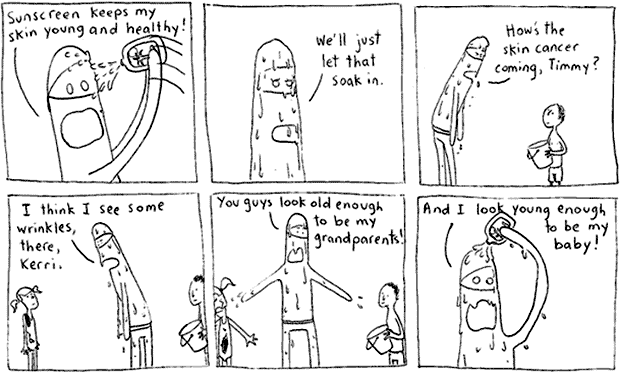 Sunscreen keeps my
skin young and healthy!
We'll just
let that
soak in.
How's the
skin cancer
coming, Timmy?
I think I see some
wrinkles,
there,
Kerri.
You guys look old enough
to be my
grandparents!
And I look young enough
to be my
baby!